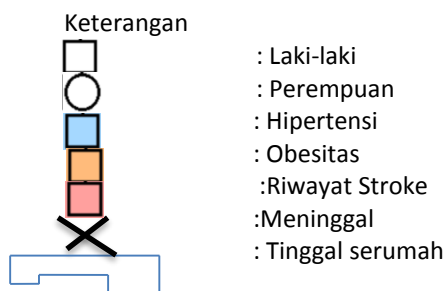 Keterangan
: Laki-laki
: Perempuan
: Hipertensi
: Obesitas
:Riwayat Stroke
:Meninggal
: Tinggal serumah